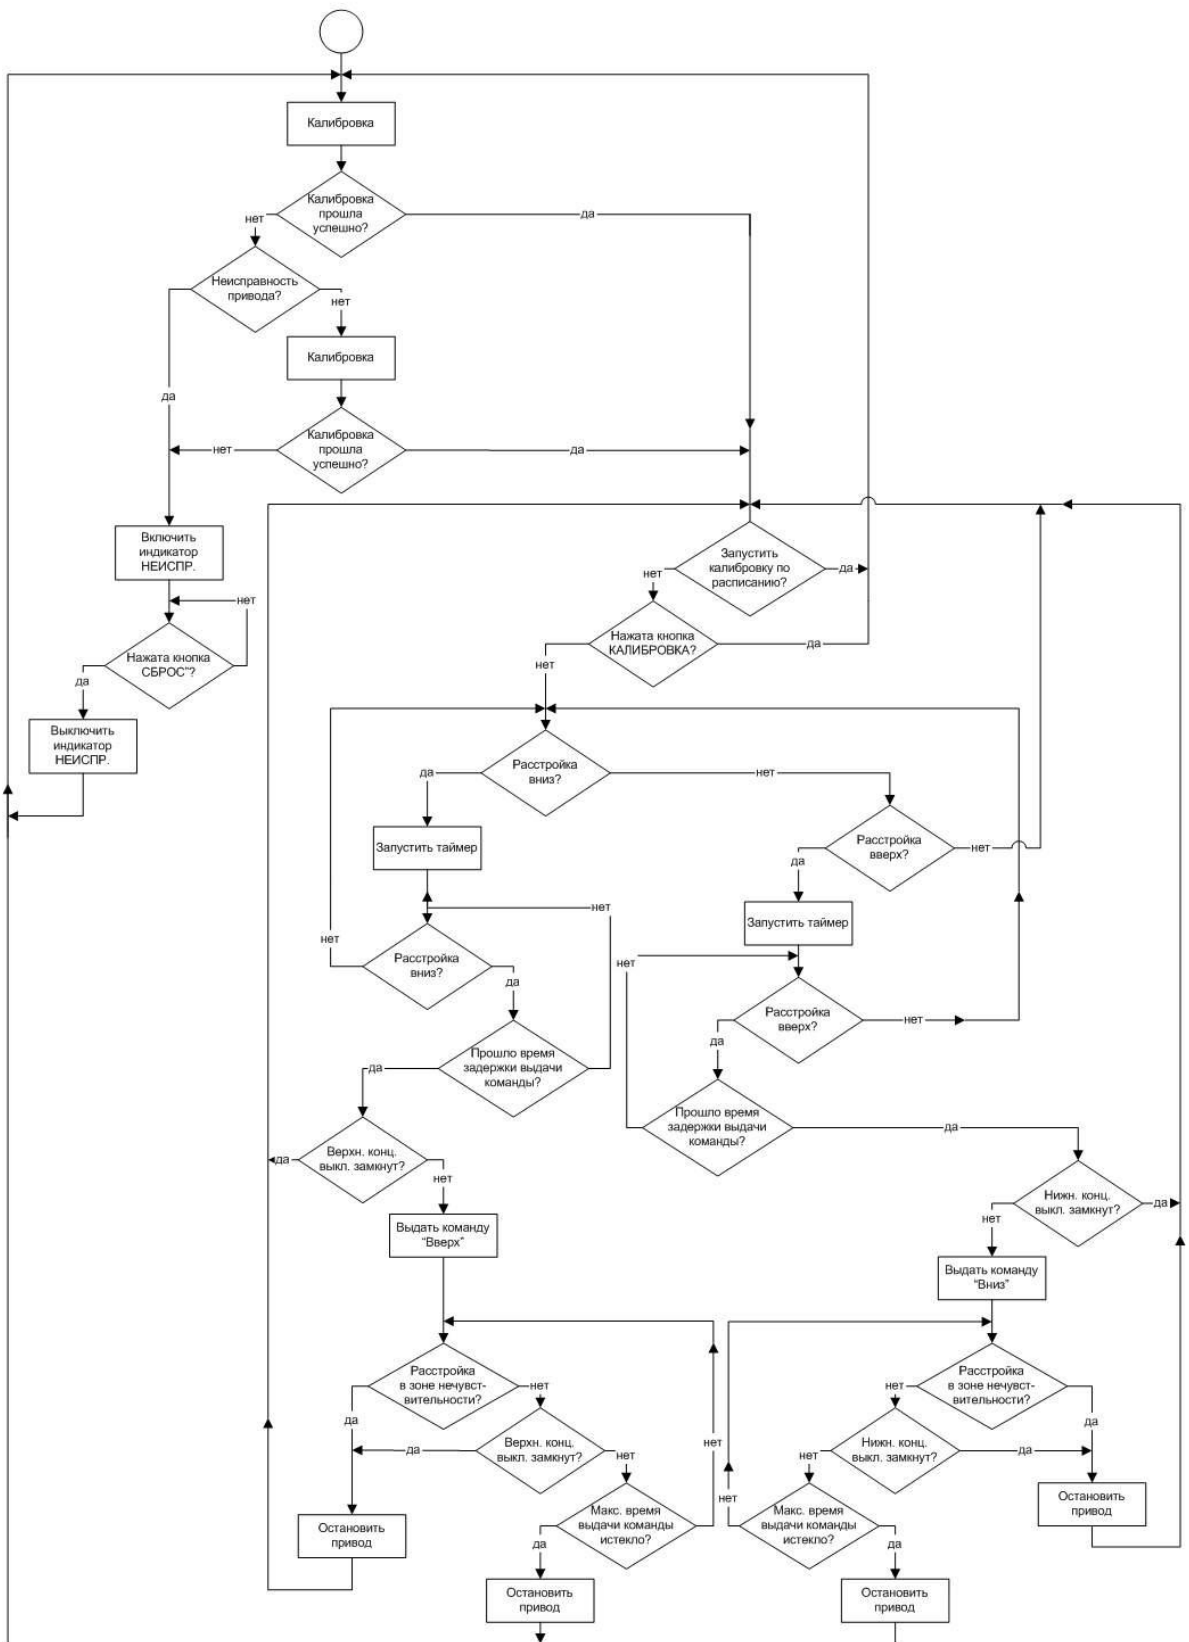 Калибровка
Калибровка
прошла
успешно?
нет
да
Неисправность
привода?
нет
Калибровка
да
Калибровка
прошла
успешно?
нет
да
Включить
индикатор
НЕИСПР.
Запустить
калибровку по
расписанию?
нет
да
нет
Нажата кнопка
СБРОС"?
да
Нажата кнопка
КАЛИБРОВКА?
да
нет
Выключить
индикатор
НЕИСПР.
Расстройка
вниз?
да
нет
Запустить таймер
Расстройка
вверх?
нет
да
Запустить таймер
нет
нет
Расстройка
вниз?
да
нет
Расстройка
вверх?
нет
да
Прошло время
задержки выдачи
команды?
да
Прошло время
задержки выдачи
команды?
да
Верхн. конц.
выкл. замкнут?
да
нет
Нижн. конц.
выкл. замкнут?
да
нет
Выдать команду
“Вверх”
Выдать команду
“Вниз”
Расстройка
в зоне нечувст-
вительности?
нет
да
Расстройка
в зоне нечувст-
вительности?
нет
да
Верхн. конц.
выкл. замкнут?
да
нет
нет
Нижн. конц.
выкл. замкнут?
да
нет
нет
Остановить
привод
Макс. время
выдачи команды
истекло?
да
Макс. время
выдачи команды
истекло?
да
Остановить
привод
Остановить
привод
Остановить
привод